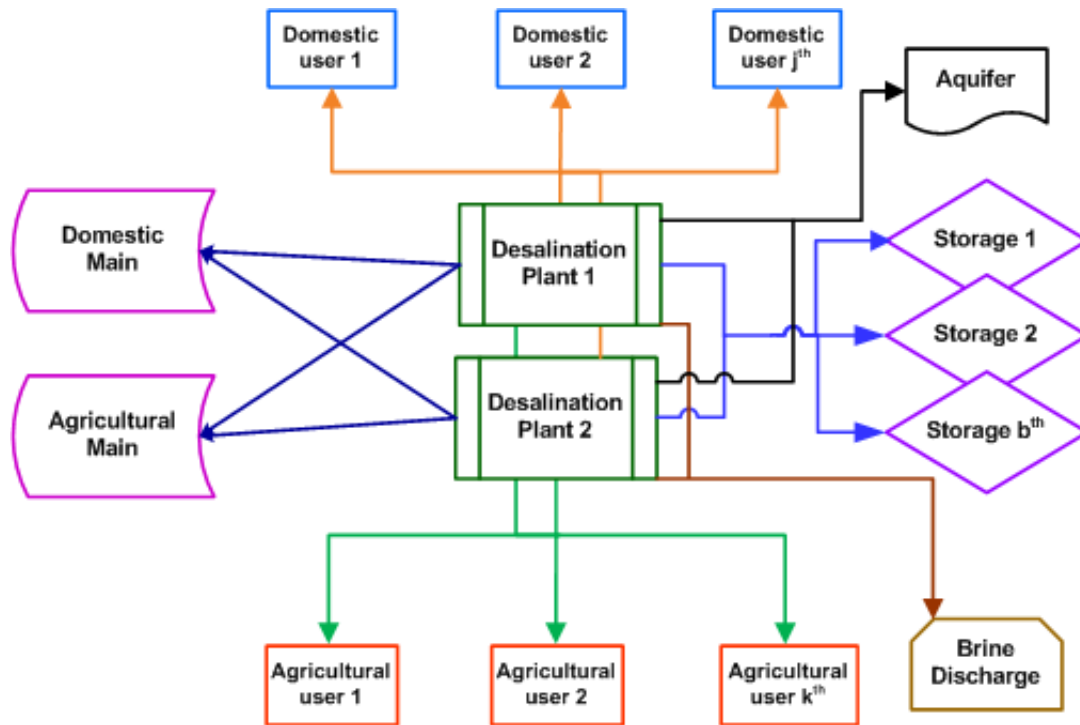 Domestic
user 1
Domestic
user 2
Domestic
user jᵗʰ
Aquifer
Domestic
Main
Desalination
Plant 1
Storage 1
Storage 2
Agricultural
Main
Desalination
Plant 2
Storage bᵗʰ
Agricultural
user 1
Agricultural
user 2
Agricultural
user kᵗʰ
Brine
Discharge